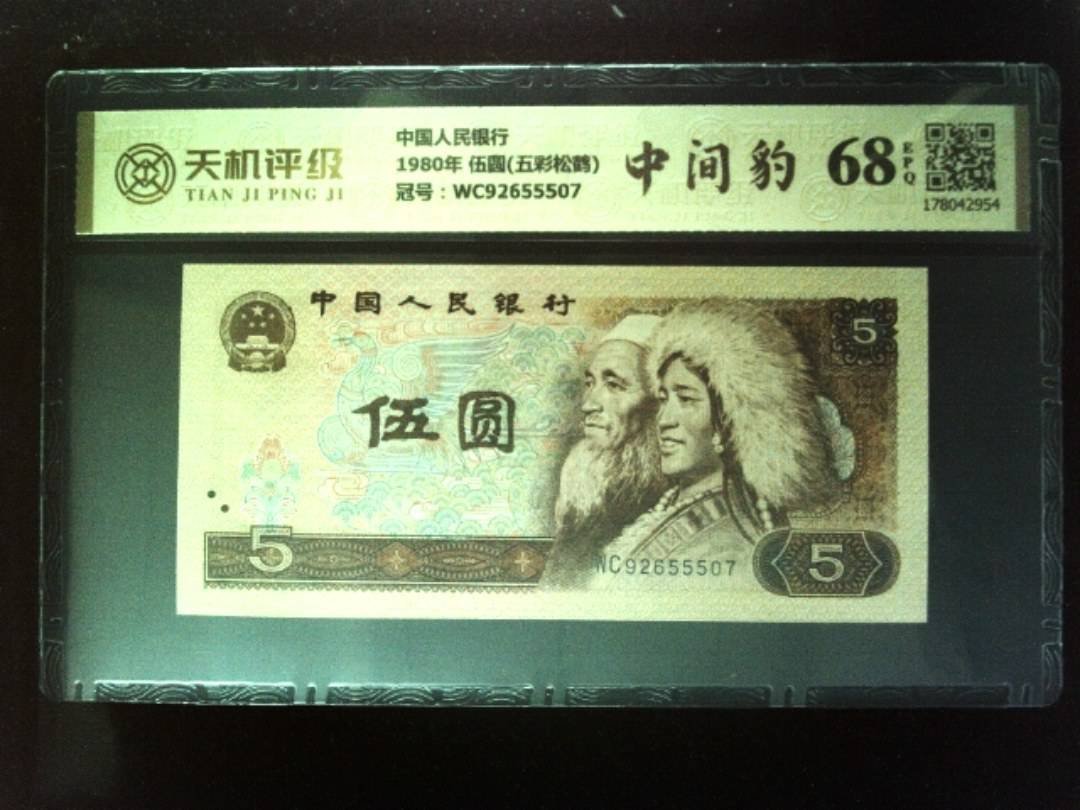 天机评级
TIAN JI PING JI
中国人民银行
1980年 伍圆(五彩松鹤)
冠号：WC92655507
中间豹
68
EPQ
178042954
中国人民银行
5
伍圆
5
WC92655507
5